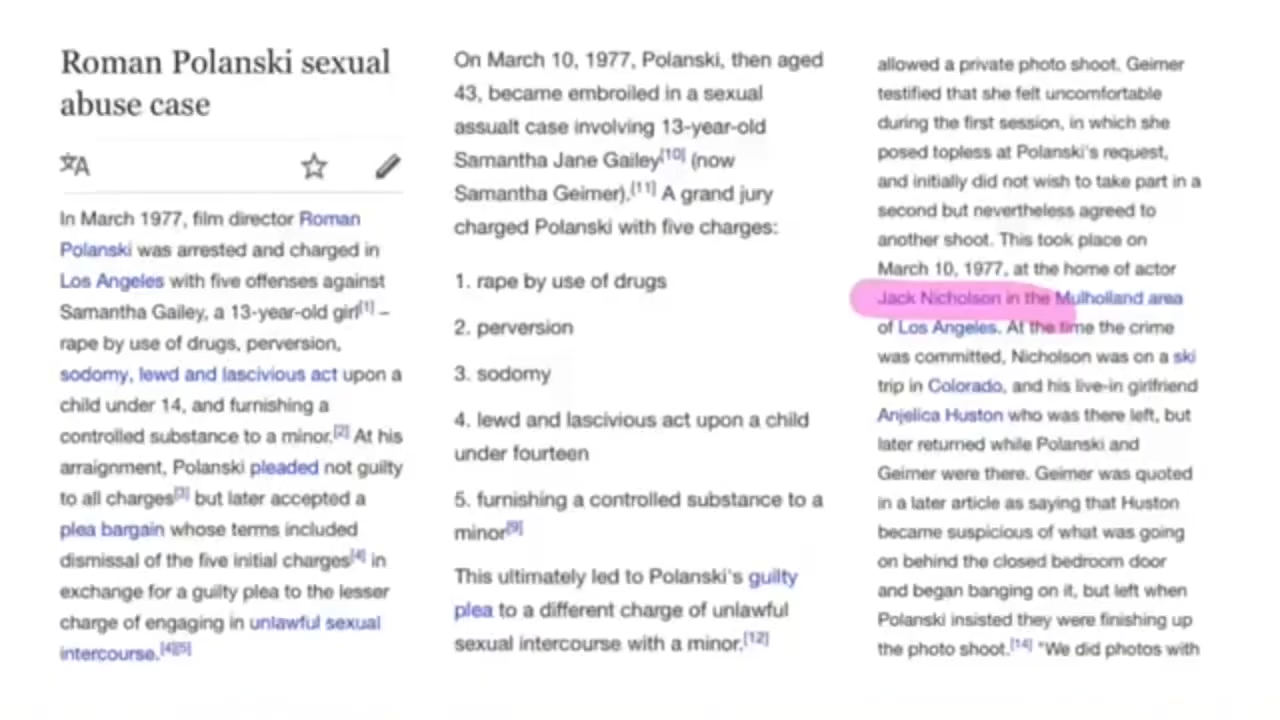 Roman Polanski sexual
abuse case
In March 1977, film director Roman
Polanski was arrested and charged in
Los Angeles with five offenses against
Samantha Gailey, a 13-year-old girl[1] –
rape by use of drugs, perversion,
sodomy, lewd and lascivious act upon a
child under 14, and furnishing a
controlled substance to a minor.[2] At his
arraignment, Polanski pleaded not guilty
to all charges[3] but later accepted a
plea bargain whose terms included
dismissal of the five initial charges[4] in
exchange for a guilty plea to the lesser
charge of engaging in unlawful sexual
intercourse.[4][5]
On March 10, 1977, Polanski, then aged
43, became embroiled in a sexual
assualt case involving 13-year-old
Samantha Jane Gailey[10] (now
Samantha Geimer).[11] A grand jury
charged Polanski with five charges:
1. rape by use of drugs
2. perversion
3. sodomy
4. lewd and lascivious act upon a child
under fourteen
5. furnishing a controlled substance to a
minor[9]
This ultimately led to Polanski's guilty
plea to a different charge of unlawful
sexual intercourse with a minor.[12]
allowed a private photo shoot. Geimer
testified that she felt uncomfortable
during the first session, in which she
posed topless at Polanski's request,
and initially did not wish to take part in a
second but nevertheless agreed to
another shoot. This took place on
March 10, 1977, at the home of actor
Jack Nicholson in the Mulholland area
of Los Angeles. At the time the crime
was committed, Nicholson was on a ski
trip in Colorado, and his live-in girlfriend
Anjelica Huston who was there left, but
later returned while Polanski and
Geimer were there. Geimer was quoted
in a later article as saying that Huston
became suspicious of what was going
on behind the closed bedroom door
and began banging on it, but left when
Polanski insisted they were finishing up
the photo shoot.[14] "We did photos with